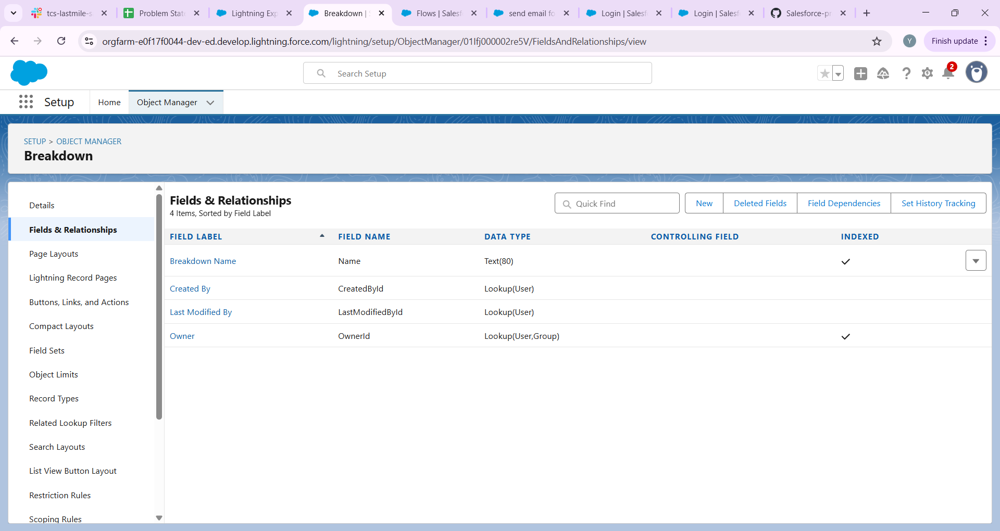 tcs-lastmile-s
Problem State
Lightning Exp
Breakdown | S
Flows | Salesf
send email fo
Login | Salesf
Login | Salesf
Salesforce-pr
orgfarm-e0f17f0044-dev-ed.develop.lightning.force.com/lightning/setup/ObjectManager/01Ifj000002re5V/FieldsAndRelationships/view
Y
Finish update
Search Setup
2
Setup
Home
Object Manager
SETUP > OBJECT MANAGER
Breakdown
Details
Fields & Relationships
Page Layouts
Lightning Record Pages
Buttons, Links, and Actions
Compact Layouts
Field Sets
Object Limits
Record Types
Related Lookup Filters
Search Layouts
List View Button Layout
Restriction Rules
Scoping Rules
Fields & Relationships
4 Items, Sorted by Field Label
Quick Find
New
Deleted Fields
Field Dependencies
Set History Tracking
FIELD LABEL FIELD NAME DATA TYPE CONTROLLING FIELD INDEXED
Breakdown Name Name Text(80)
Created By CreatedById Lookup(User)
Last Modified By LastModifiedById Lookup(User)
Owner OwnerId Lookup(User,Group)